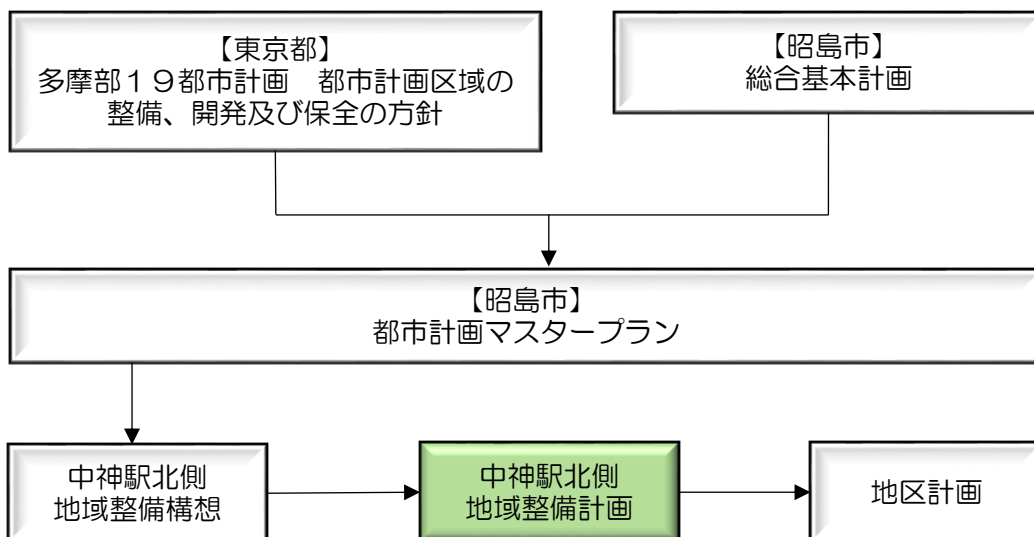 【東京都】
多摩部１９都市計画　都市計画区域の
整備、開発及び保全の方針
【昭島市】
総合基本計画
【昭島市】
都市計画マスタープラン
中神駅北側
地域整備構想
中神駅北側
地域整備計画
地区計画